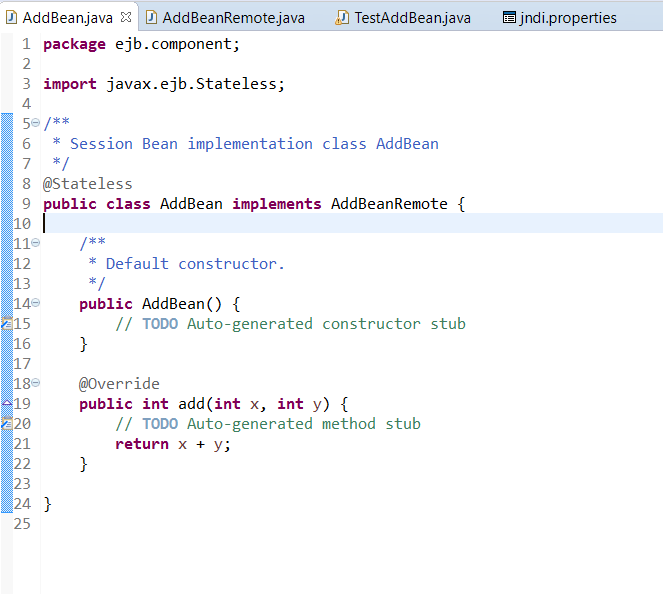 AddBean.java AddBeanRemote.java TestAddBean.java jndi.properties
1 package ejb.component;
2
3 import javax.ejb.Stateless;
4
5 /**
6  * Session Bean implementation class AddBean
7  */
8 @Stateless
9 public class AddBean implements AddBeanRemote {
10
11     /**
12      * Default constructor.
13      */
14     public AddBean() {
15         // TODO Auto-generated constructor stub
16     }
17
18     @Override
19     public int add(int x, int y) {
20         // TODO Auto-generated method stub
21         return x + y;
22     }
23
24 }
25